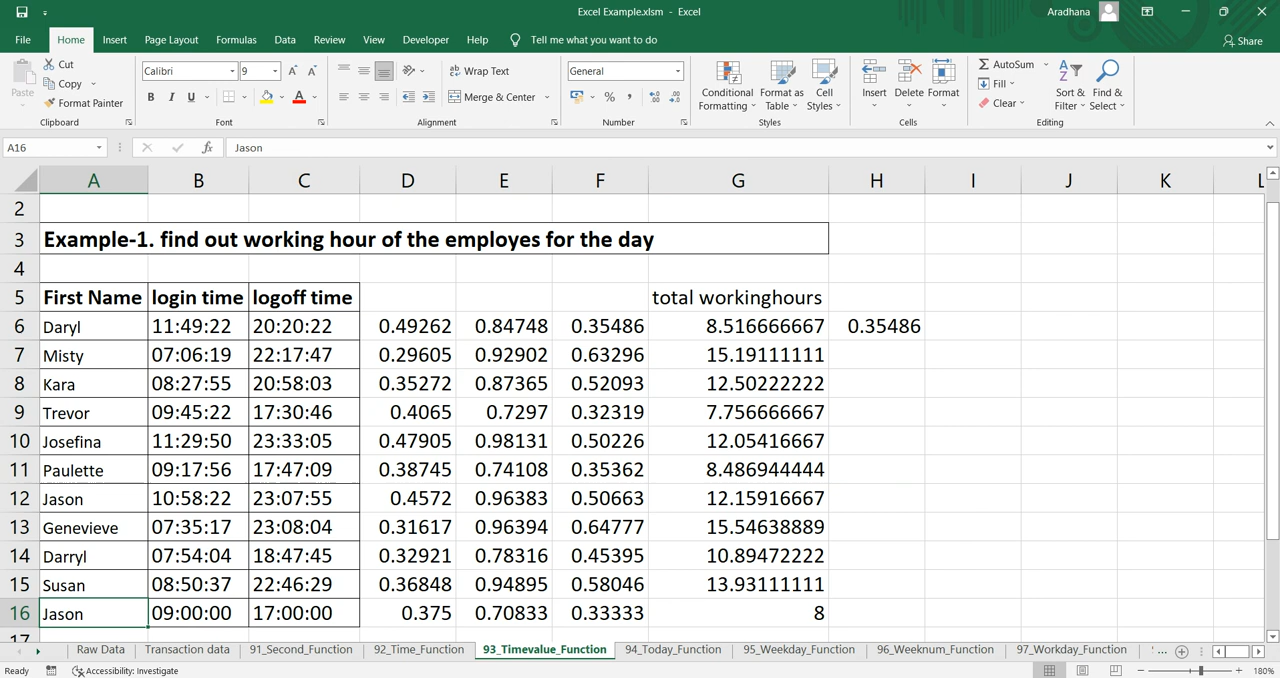 Excel Example.xlsm - Excel
Aradhana
File Home Insert Page Layout Formulas Data Review View Developer Help Tell me what you want to do Share
Paste Cut Copy Format Painter Clipboard
Calibri 9 A A B I U A Font
Wrap Text Merge & Center Alignment
General % , Number
Conditional Formatting Format as Table Cell Styles Styles
Insert Delete Format Cells
AutoSum Fill Clear Sort & Filter Find & Select Editing
A16 fx Jason
A B C D E F G H I J K L
2
3 Example-1. find out working hour of the employes for the day
4
5 First Name login time logoff time total workinghours
6 Daryl 11:49:22 20:20:22 0.49262 0.84748 0.35486 8.516666667 0.35486
7 Misty 07:06:19 22:17:47 0.29605 0.92902 0.63296 15.19111111
8 Kara 08:27:55 20:58:03 0.35272 0.87365 0.52093 12.50222222
9 Trevor 09:45:22 17:30:46 0.4065 0.7297 0.32319 7.756666667
10 Josefina 11:29:50 23:33:05 0.47905 0.98131 0.50226 12.05416667
11 Paulette 09:17:56 17:47:09 0.38745 0.74108 0.35362 8.486944444
12 Jason 10:58:22 23:07:55 0.4572 0.96383 0.50663 12.15916667
13 Genevieve 07:35:17 23:08:04 0.31617 0.96394 0.64777 15.54638889
14 Darryl 07:54:04 18:47:45 0.32921 0.78316 0.45395 10.89472222
15 Susan 08:50:37 22:46:29 0.36848 0.94895 0.58046 13.93111111
16 Jason 09:00:00 17:00:00 0.375 0.70833 0.33333 8
17
Raw Data Transaction data 91_Second_Function 92_Time_Function 93_Timevalue_Function 94_Today_Function 95_Weekday_Function 96_Weeknum_Function 97_Workday_Function ...
Ready Accessibility: Investigate 180%